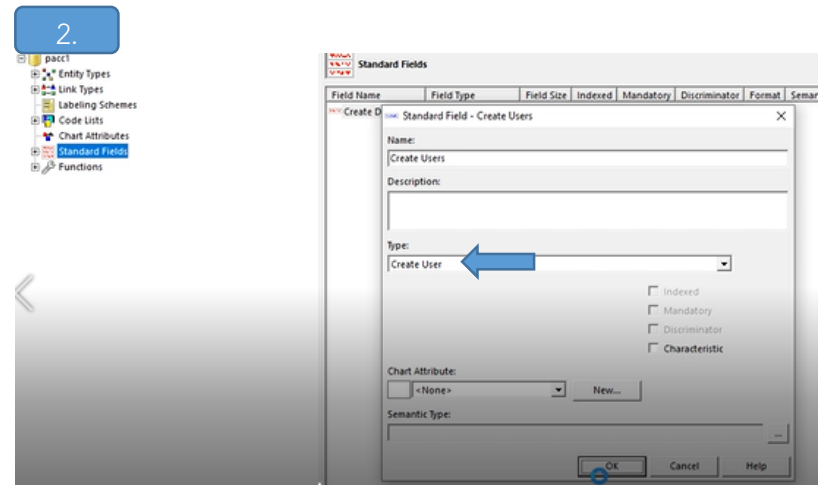 2.
pacc1
Entity Types
Link Types
Labeling Schemes
Code Lists
Chart Attributes
Standard Fields
Functions
Standard Fields
Field Name Field Type Field Size Indexed Mandatory Discriminator Format Seman
Create D
Standard Field - Create Users
Name:
Create Users
Description:
Type:
Create User
Indexed
Mandatory
Discriminator
Characteristic
Chart Attribute:
<None> New...
Semantic Type:
...
OK Cancel Help